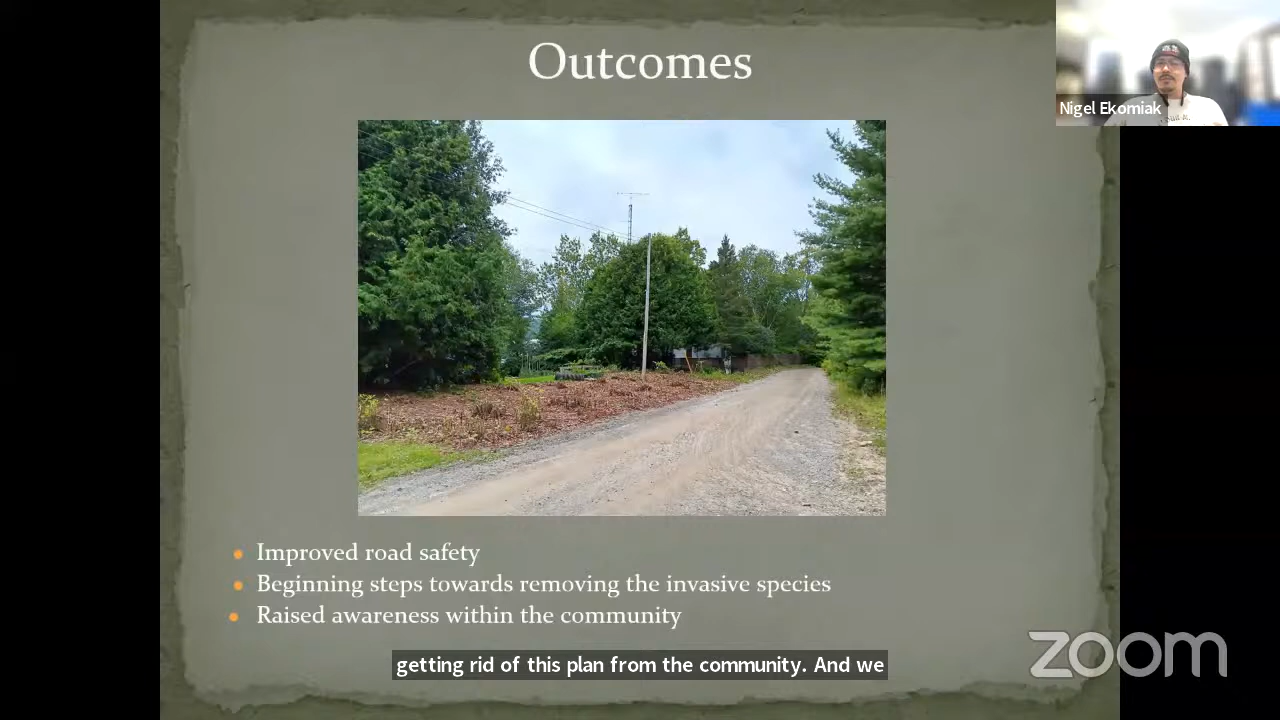 Outcomes
Nigel Ekomiak
Improved road safety
Beginning steps towards removing the invasive species
Raised awareness within the community
getting rid of this plan from the community. And we
zoom